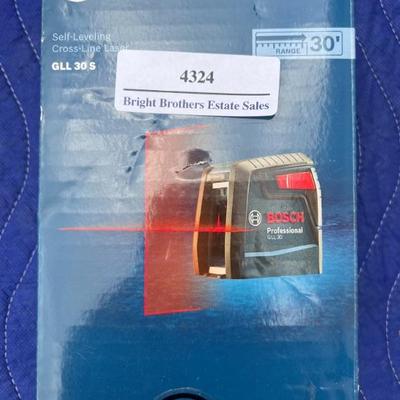 Self-Leveling
Cross-Line Laser
GLL 30 S
30'
RANGE
4324
Bright Brothers Estate Sales
BOSCH
Professional
GLL 30